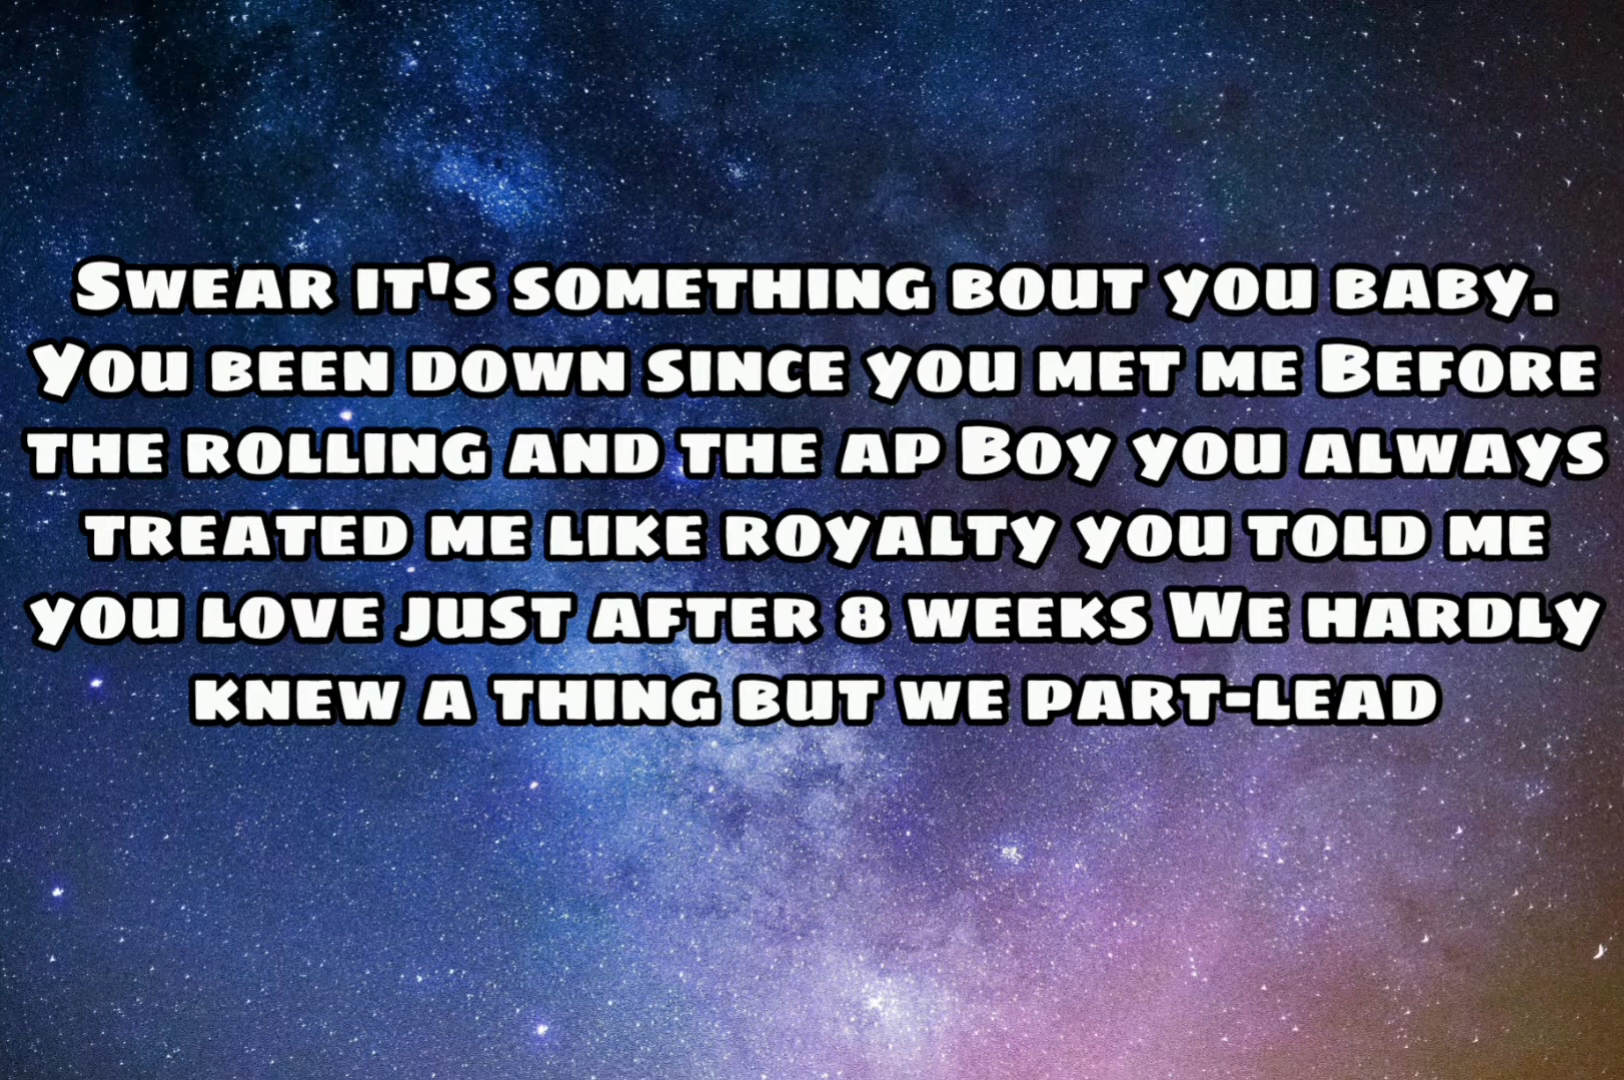 Swear it's something bout you baby.
You been down since you met me Before
the rolling and the ap Boy you always
treated me like royalty you told me
you love just after 8 weeks We hardly
knew a thing but we part-lead